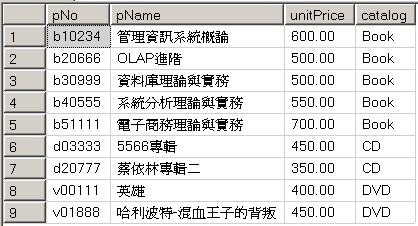 pNo pName unitPrice catalog
1 b10234 管理資訊系統概論 600.00 Book
2 b20666 OLAP進階 500.00 Book
3 b30999 資料庫理論與實務 500.00 Book
4 b40555 系統分析理論與實務 550.00 Book
5 b51111 電子商務理論與實務 700.00 Book
6 d03333 5566專輯 450.00 CD
7 d20777 蔡依林專輯二 350.00 CD
8 v00111 英雄 400.00 DVD
9 v01888 哈利波特-混血王子的背叛 450.00 DVD